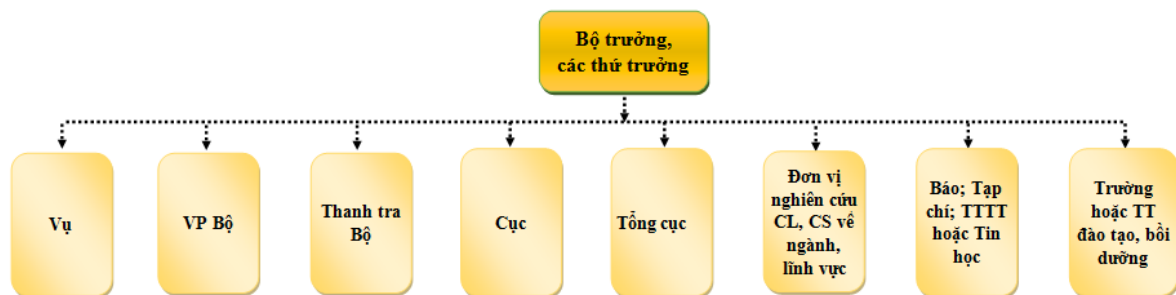 Bộ trưởng,
các thứ trưởng
Vụ
VP Bộ
Thanh tra
Bộ
Cục
Tổng cục
Đơn vị
nghiên cứu
CL, CS về
ngành,
lĩnh vực
Báo; Tạp
chí; TTTT
hoặc Tin
học
Trường
hoặc TT
đào tạo, bồi
dưỡng